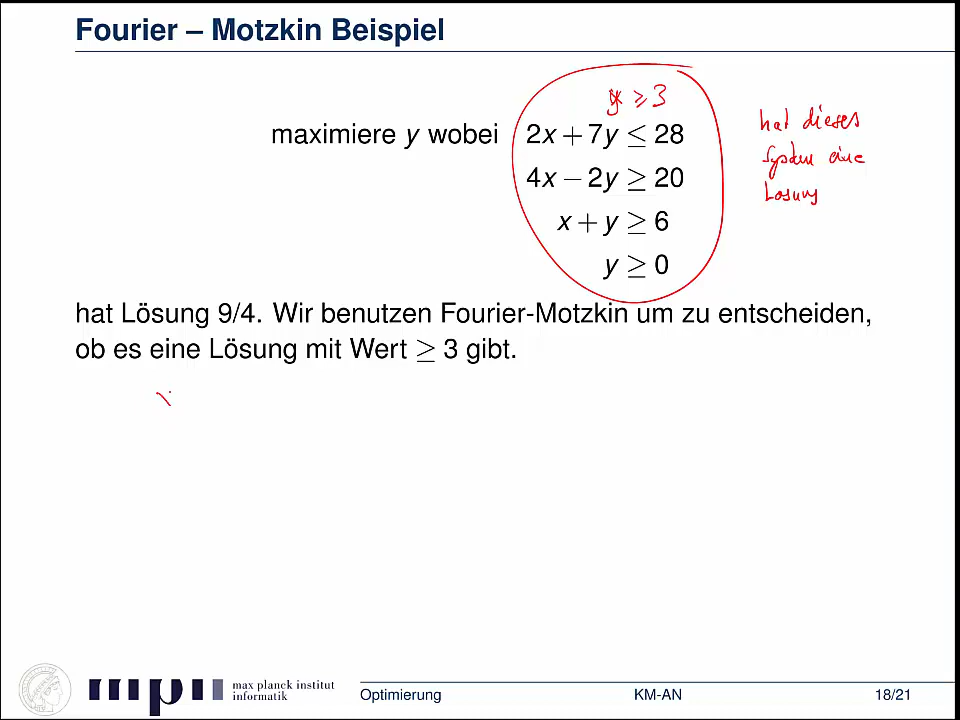 Fourier – Motzkin Beispiel
y ≥ 3
maximiere y wobei 2x + 7y ≤ 28
4x − 2y ≥ 20
x + y ≥ 6
y ≥ 0
hat dieses
System eine
Lösung
hat Lösung 9/4. Wir benutzen Fourier-Motzkin um zu entscheiden,
ob es eine Lösung mit Wert ≥ 3 gibt.
max planck institut
informatik
Optimierung KM-AN 18/21